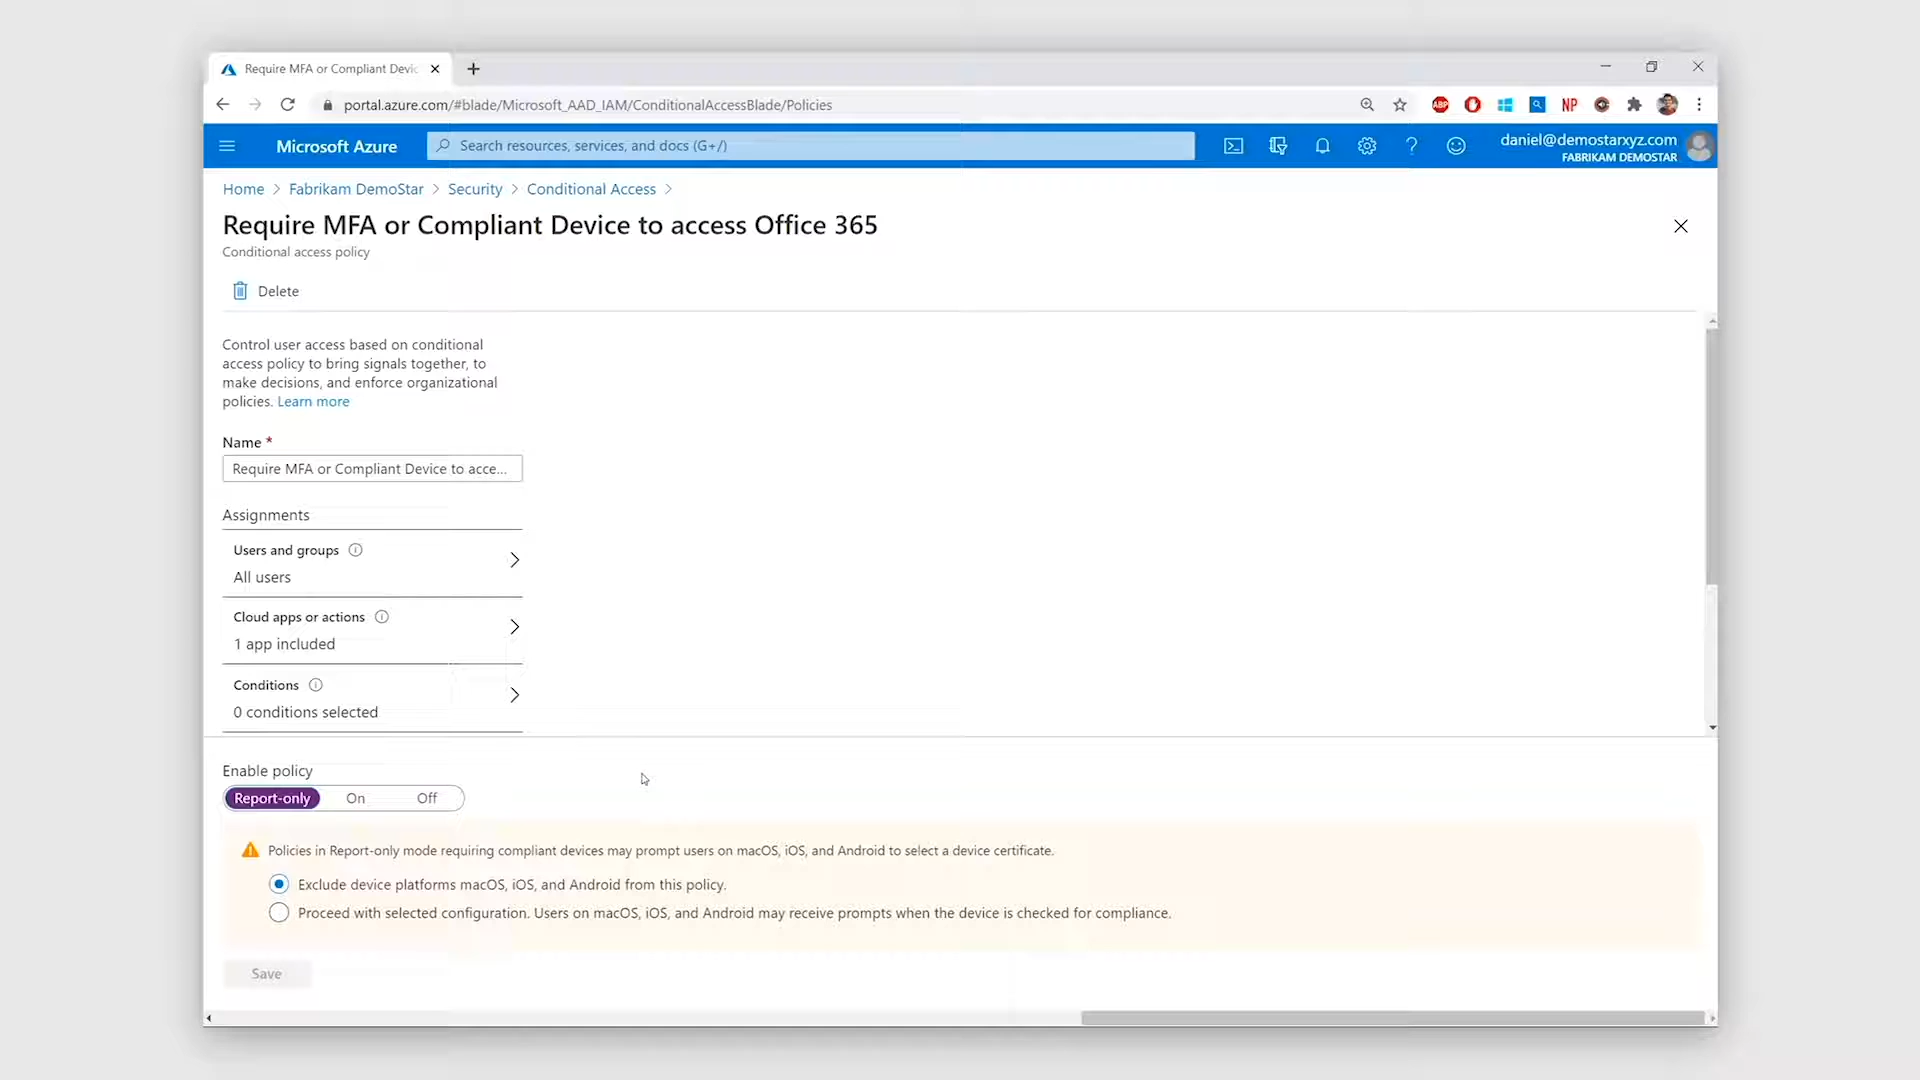 Require MFA or Compliant Devic
portal.azure.com/#blade/Microsoft_AAD_IAM/ConditionalAccessBlade/Policies
ABP
NP
Microsoft Azure
Search resources, services, and docs (G+/)
daniel@demostarxyz.com
FABRIKAM DEMOSTAR
Home > Fabrikam DemoStar > Security > Conditional Access >
Require MFA or Compliant Device to access Office 365
Conditional access policy
Delete
Control user access based on conditional
access policy to bring signals together, to
make decisions, and enforce organizational
policies. Learn more
Name *
Require MFA or Compliant Device to acce...
Assignments
Users and groups
All users
Cloud apps or actions
1 app included
Conditions
0 conditions selected
Enable policy
Report-only On Off
Policies in Report-only mode requiring compliant devices may prompt users on macOS, iOS, and Android to select a device certificate.
Exclude device platforms macOS, iOS, and Android from this policy.
Proceed with selected configuration. Users on macOS, iOS, and Android may receive prompts when the device is checked for compliance.
Save